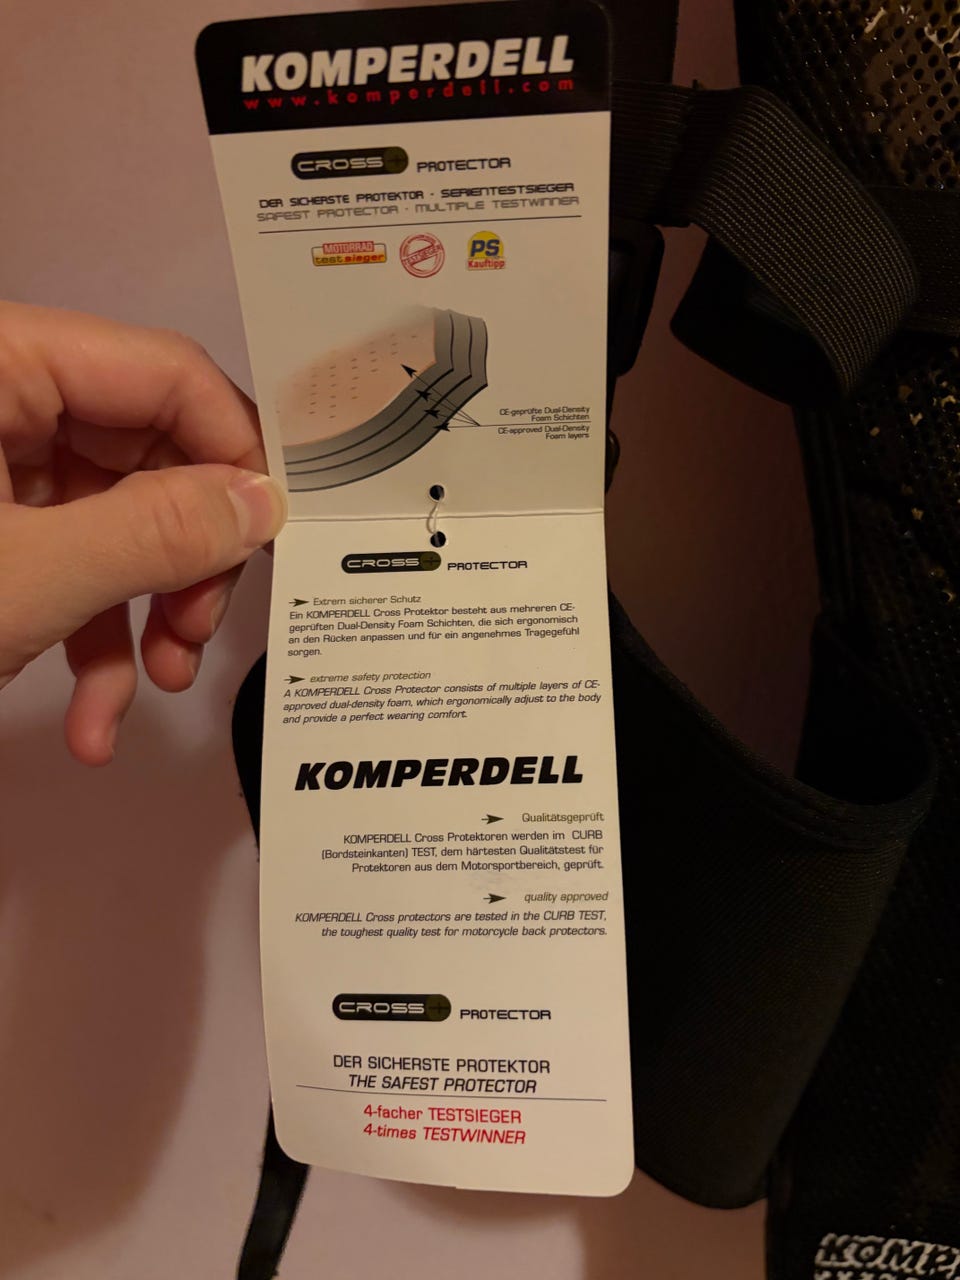 KOMPERDELL
www.komperdell.com
CROSS+ PROTECTOR
DER SICHERSTE PROTEKTOR · SERIENTESTSIEGER
SAFEST PROTECTOR · MULTIPLE TESTWINNER
MOTORRAD
testsieger
TESTSIEGER
PS
Kauftipp
CE-geprüfte Dual-Density
Foam Schichten
CE-approved Dual-Density
Foam layers
CROSS+ PROTECTOR
Extrem sicherer Schutz
Ein KOMPERDELL Cross Protektor besteht aus mehreren CE-
geprüften Dual-Density Foam Schichten, die sich ergonomisch
an den Rücken anpassen und für ein angenehmes Tragegefühl
sorgen.
extreme safety protection
A KOMPERDELL Cross Protector consists of multiple layers of CE-
approved dual-density foam, which ergonomically adjust to the body
and provide a perfect wearing comfort.
KOMPERDELL
Qualitätsgeprüft
KOMPERDELL Cross Protektoren werden im CURB
(Bordsteinkanten) TEST, dem härtesten Qualitätstest für
Protektoren aus dem Motorsportbereich, geprüft.
quality approved
KOMPERDELL Cross protectors are tested in the CURB TEST,
the toughest quality test for motorcycle back protectors.
CROSS+ PROTECTOR
DER SICHERSTE PROTEKTOR
THE SAFEST PROTECTOR
4-facher TESTSIEGER
4-times TESTWINNER
KOMP